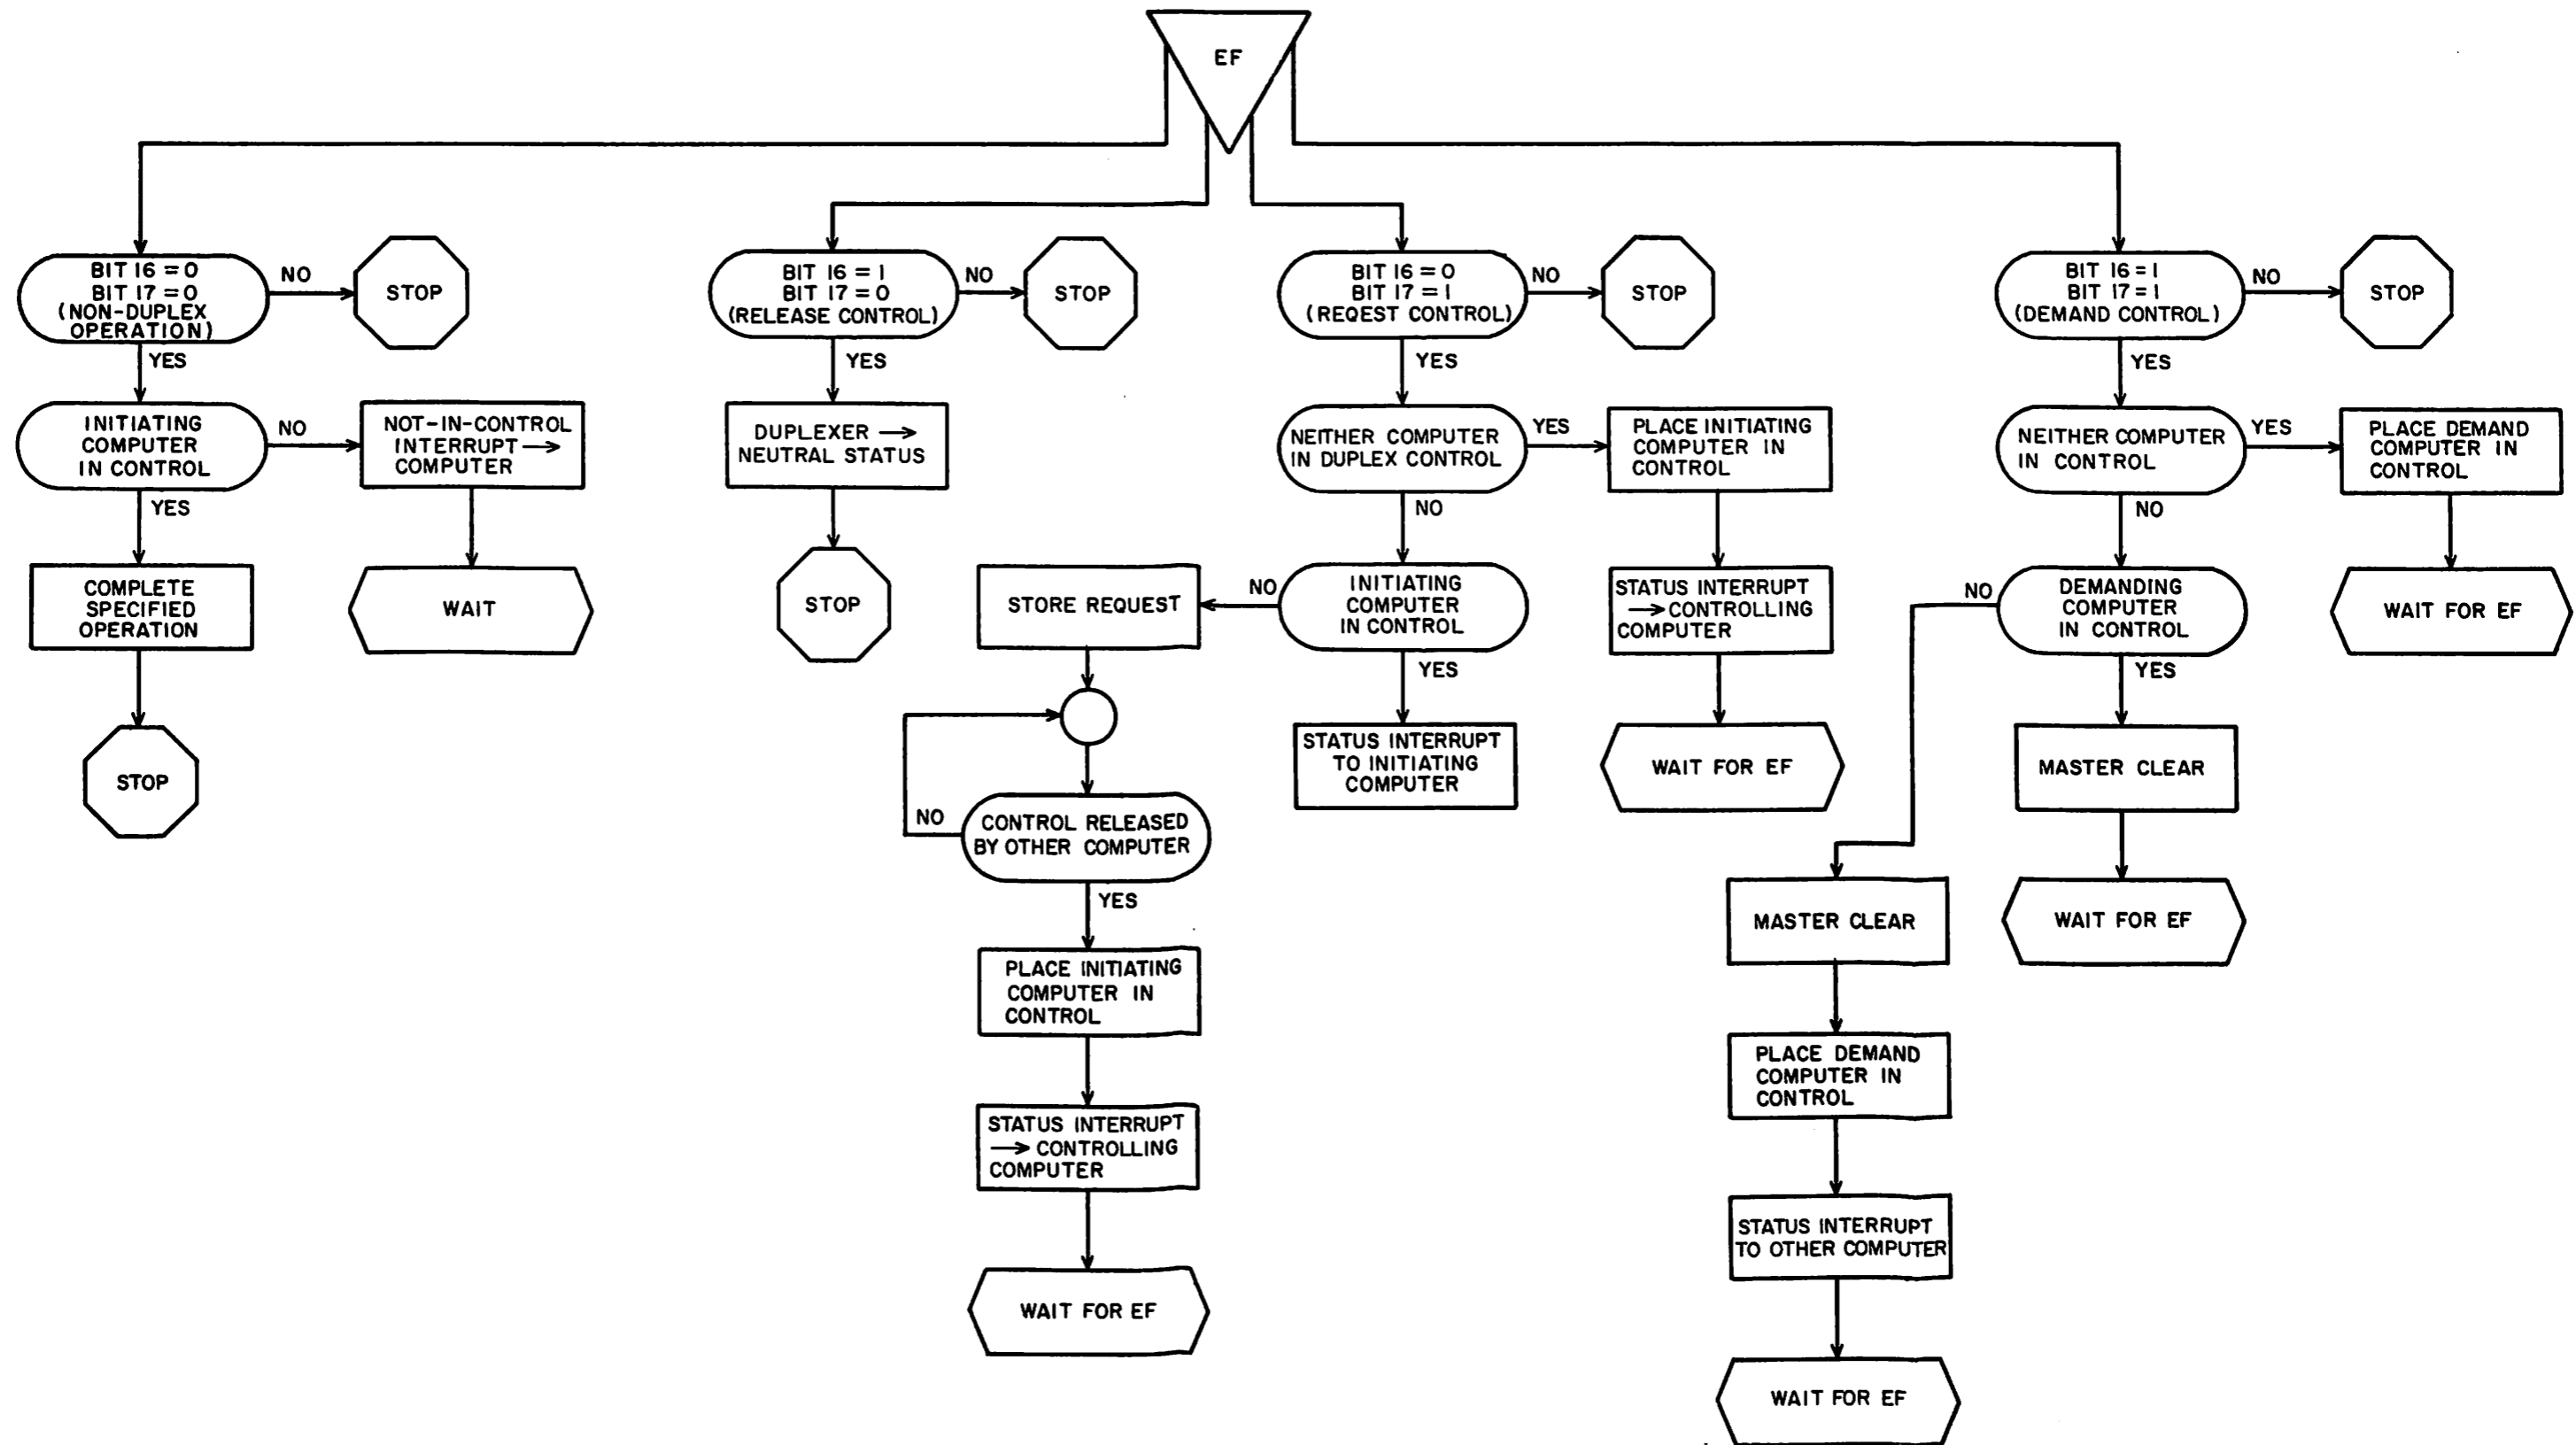 EF
BIT 16 = 0
BIT 17 = 0
(NON-DUPLEX
OPERATION)
NO
STOP
YES
INITIATING
COMPUTER
IN CONTROL
NO
NOT-IN-CONTROL
INTERRUPT →
COMPUTER
YES
COMPLETE
SPECIFIED
OPERATION
WAIT
STOP
BIT 16 = 1
BIT 17 = 0
(RELEASE CONTROL)
NO
STOP
YES
DUPLEXER →
NEUTRAL STATUS
STOP
BIT 16 = 0
BIT 17 = 1
(REQEST CONTROL)
NO
STOP
YES
NEITHER COMPUTER
IN DUPLEX CONTROL
YES
PLACE INITIATING
COMPUTER IN
CONTROL
NO
STATUS INTERRUPT
→ CONTROLLING
COMPUTER
WAIT FOR EF
INITIATING
COMPUTER
IN CONTROL
NO
STORE REQUEST
YES
STATUS INTERRUPT
TO INITIATING
COMPUTER
NO
CONTROL RELEASED
BY OTHER COMPUTER
YES
PLACE INITIATING
COMPUTER IN
CONTROL
STATUS INTERRUPT
→ CONTROLLING
COMPUTER
WAIT FOR EF
BIT 16 = 1
BIT 17 = 1
(DEMAND CONTROL)
NO
STOP
YES
NEITHER COMPUTER
IN CONTROL
YES
PLACE DEMAND
COMPUTER IN
CONTROL
NO
WAIT FOR EF
DEMANDING
COMPUTER
IN CONTROL
NO
YES
MASTER CLEAR
WAIT FOR EF
MASTER CLEAR
PLACE DEMAND
COMPUTER IN
CONTROL
STATUS INTERRUPT
TO OTHER COMPUTER
WAIT FOR EF